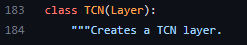 183 class TCN(Layer):
184     """Creates a TCN layer.